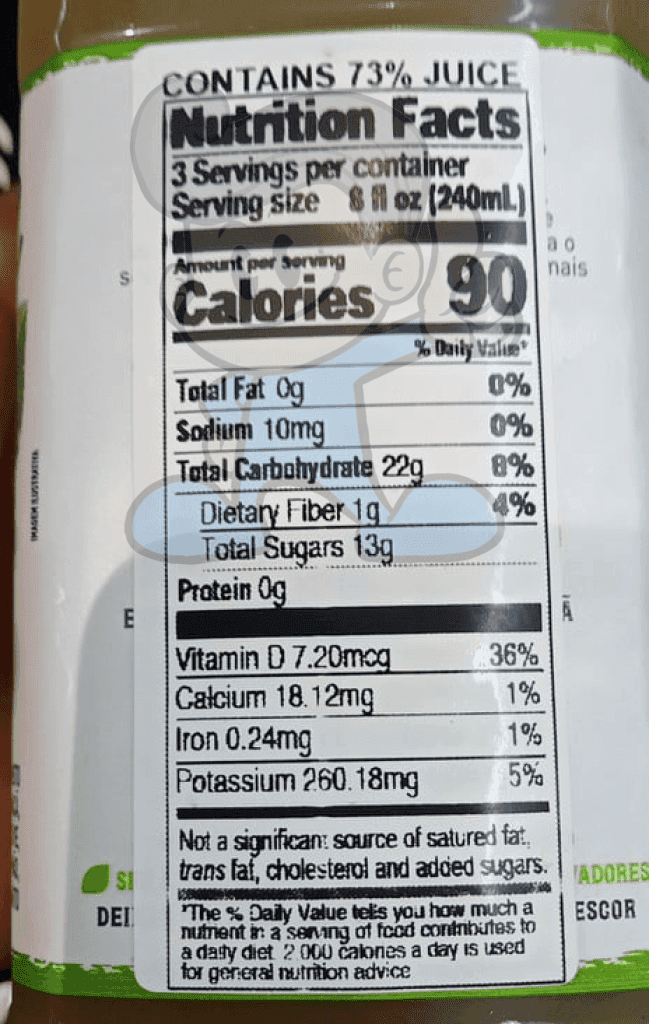 CONTAINS 73% JUICE
Nutrition Facts
3 Servings per container
Serving size 8 fl oz (240mL)
Amount per serving
Calories 90
% Daily Value*
Total Fat 0g 0%
Sodium 10mg 0%
Total Carbohydrate 22g 8%
Dietary Fiber 1g 4%
Total Sugars 13g
Protein 0g
Vitamin D 7.20mcg 36%
Calcium 18.12mg 1%
Iron 0.24mg 1%
Potassium 260.18mg 5%
Not a significant source of satured fat,
trans fat, cholesterol and added sugars.
*The % Daily Value tells you how much a
nutrient in a serving of food contributes to
a daily diet. 2 000 calories a day is used
for general nutrition advice
a o
nais
IMAGEM ILUSTRATIVA
S
E
Ã
S
DEI
ADORES
ESCOR